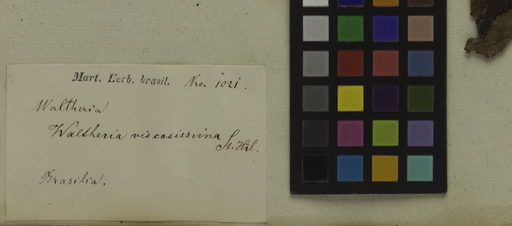 Mart. Herb. brasil. No. 1021.
Waltheria
Waltheria viscosissima St. Hil.
Brasilia.